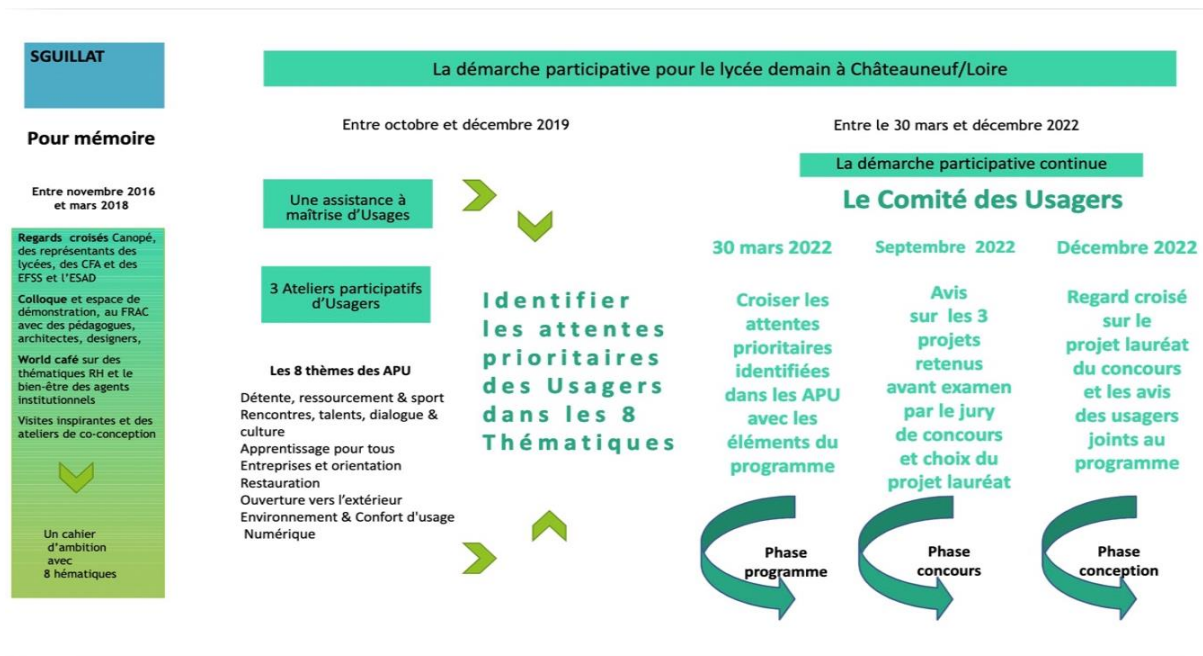 SGUILLAT
Pour mémoire
Entre novembre 2016
et mars 2018
Regards croisés Canopé,
des représentants des
lycées, des CFA et des
EFSS et l'ESAD
Colloque et espace de
démonstration, au FRAC
avec des pédagogues,
architectes, designers,
World café sur des
thématiques RH et le
bien-être des agents
institutionnels
Visites inspirantes et des
ateliers de co-conception
Un cahier
d'ambition
avec
8 hématiques
La démarche participative pour le lycée demain à Châteauneuf/Loire
Entre octobre et décembre 2019
Une assistance à
maîtrise d'Usages
3 Ateliers participatifs
d'Usagers
Les 8 thèmes des APU
Détente, ressourcement & sport
Rencontres, talents, dialogue &
culture
Apprentissage pour tous
Entreprises et orientation
Restauration
Ouverture vers l'extérieur
Environnement & Confort d'usage
Numérique
Identifier
les attentes
prioritaires
des Usagers
dans les 8
Thématiques
Entre le 30 mars et décembre 2022
La démarche participative continue
Le Comité des Usagers
30 mars 2022
Croiser les
attentes
prioritaires
identifiées
dans les APU
avec les
éléments du
programme
Phase
programme
Septembre 2022
Avis
sur les 3
projets
retenus
avant examen
par le jury
de concours
et choix du
projet lauréat
Phase
concours
Décembre 2022
Regard croisé
sur le
projet lauréat
du concours
et les avis
des usagers
joints au
programme
Phase
conception